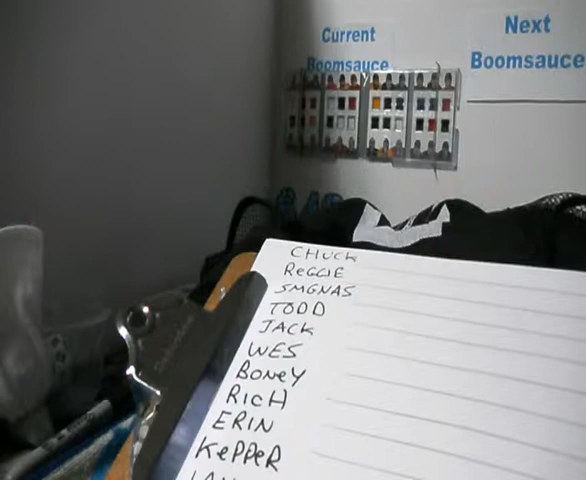 Current
Boomsauce
Next
Boomsauce
CHUCK
REGGIE
SMGNAS
TODD
JACK
WES
BONEY
RICH
ERIN
KEPPER